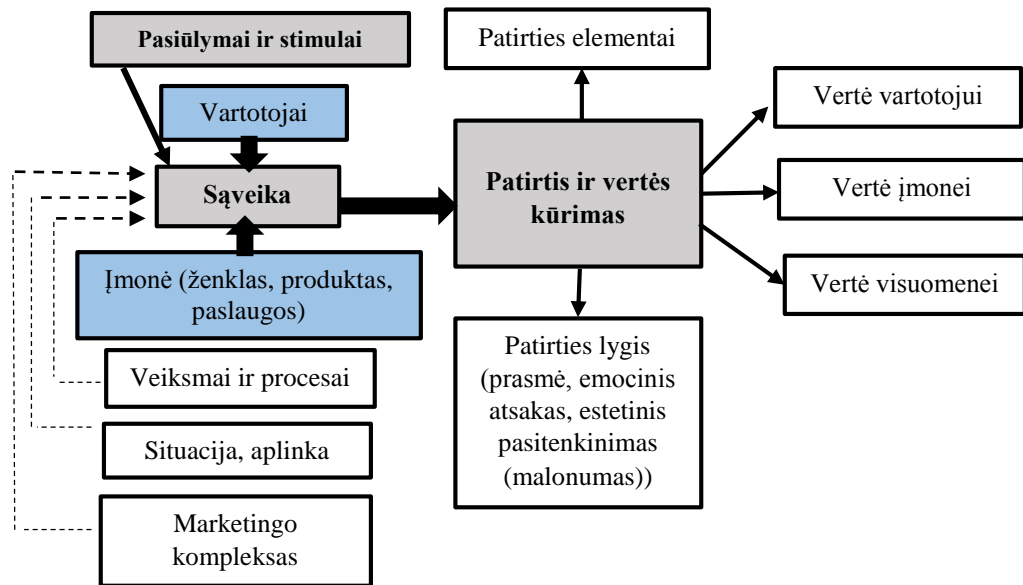 Pasiūlymai ir stimulai
Vartotojai
Sąveika
Įmonė (ženklas, produktas,
paslaugos)
Veiksmai ir procesai
Situacija, aplinka
Marketingo
kompleksas
Patirties elementai
Patirtis ir vertės
kūrimas
Patirties lygis
(prasmė, emocinis
atsakas, estetinis
pasitenkinimas
(malonumas))
Vertė vartotojui
Vertė įmonei
Vertė visuomenei